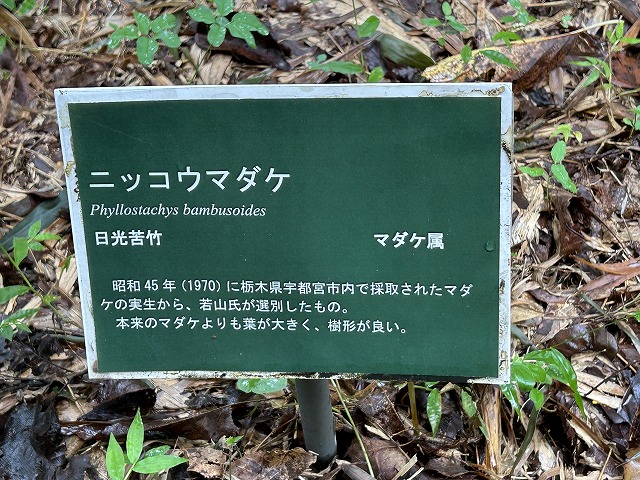 ニッコウマダケ
Phyllostachys bambusoides
日光苦竹 マダケ属
昭和45年(1970)に栃木県宇都宮市内で採取されたマダ
ケの実生から、若山氏が選別したもの。
本来のマダケよりも葉が大きく、樹形が良い。